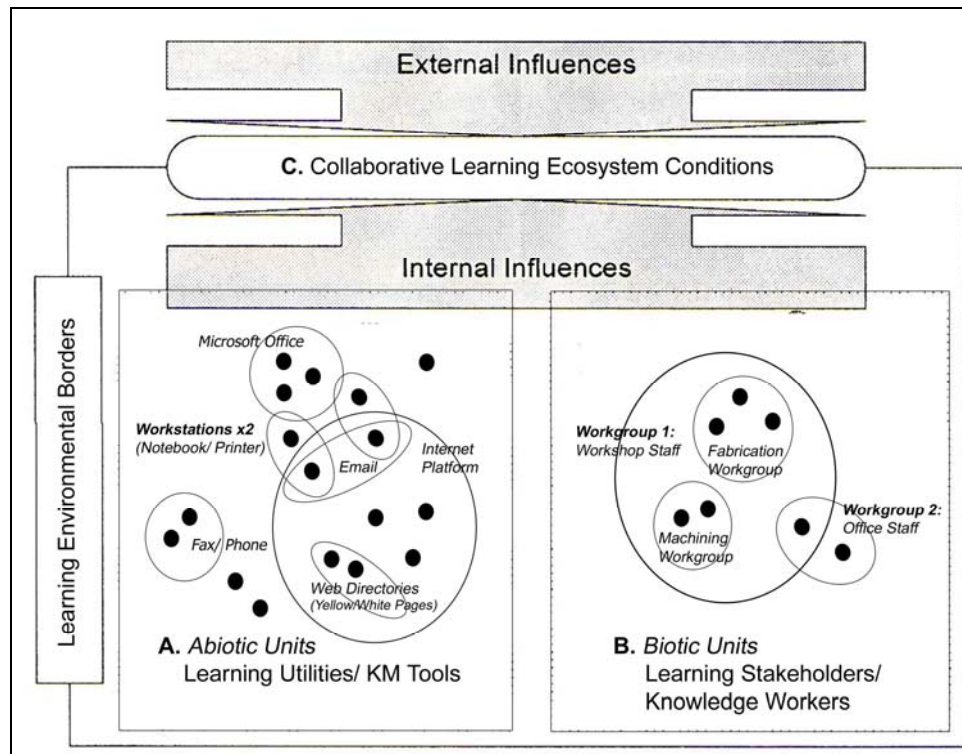 External Influences
C. Collaborative Learning Ecosystem Conditions
Internal Influences
Learning Environmental Borders
Microsoft Office
Workstations x2
(Notebook/ Printer)
Email
Internet
Platform
Fax/ Phone
Web Directories
(Yellow/White Pages)
A. Abiotic Units
Learning Utilities/ KM Tools
Workgroup 1:
Workshop Staff
Fabrication
Workgroup
Machining
Workgroup
Workgroup 2:
Office Staff
B. Biotic Units
Learning Stakeholders/
Knowledge Workers